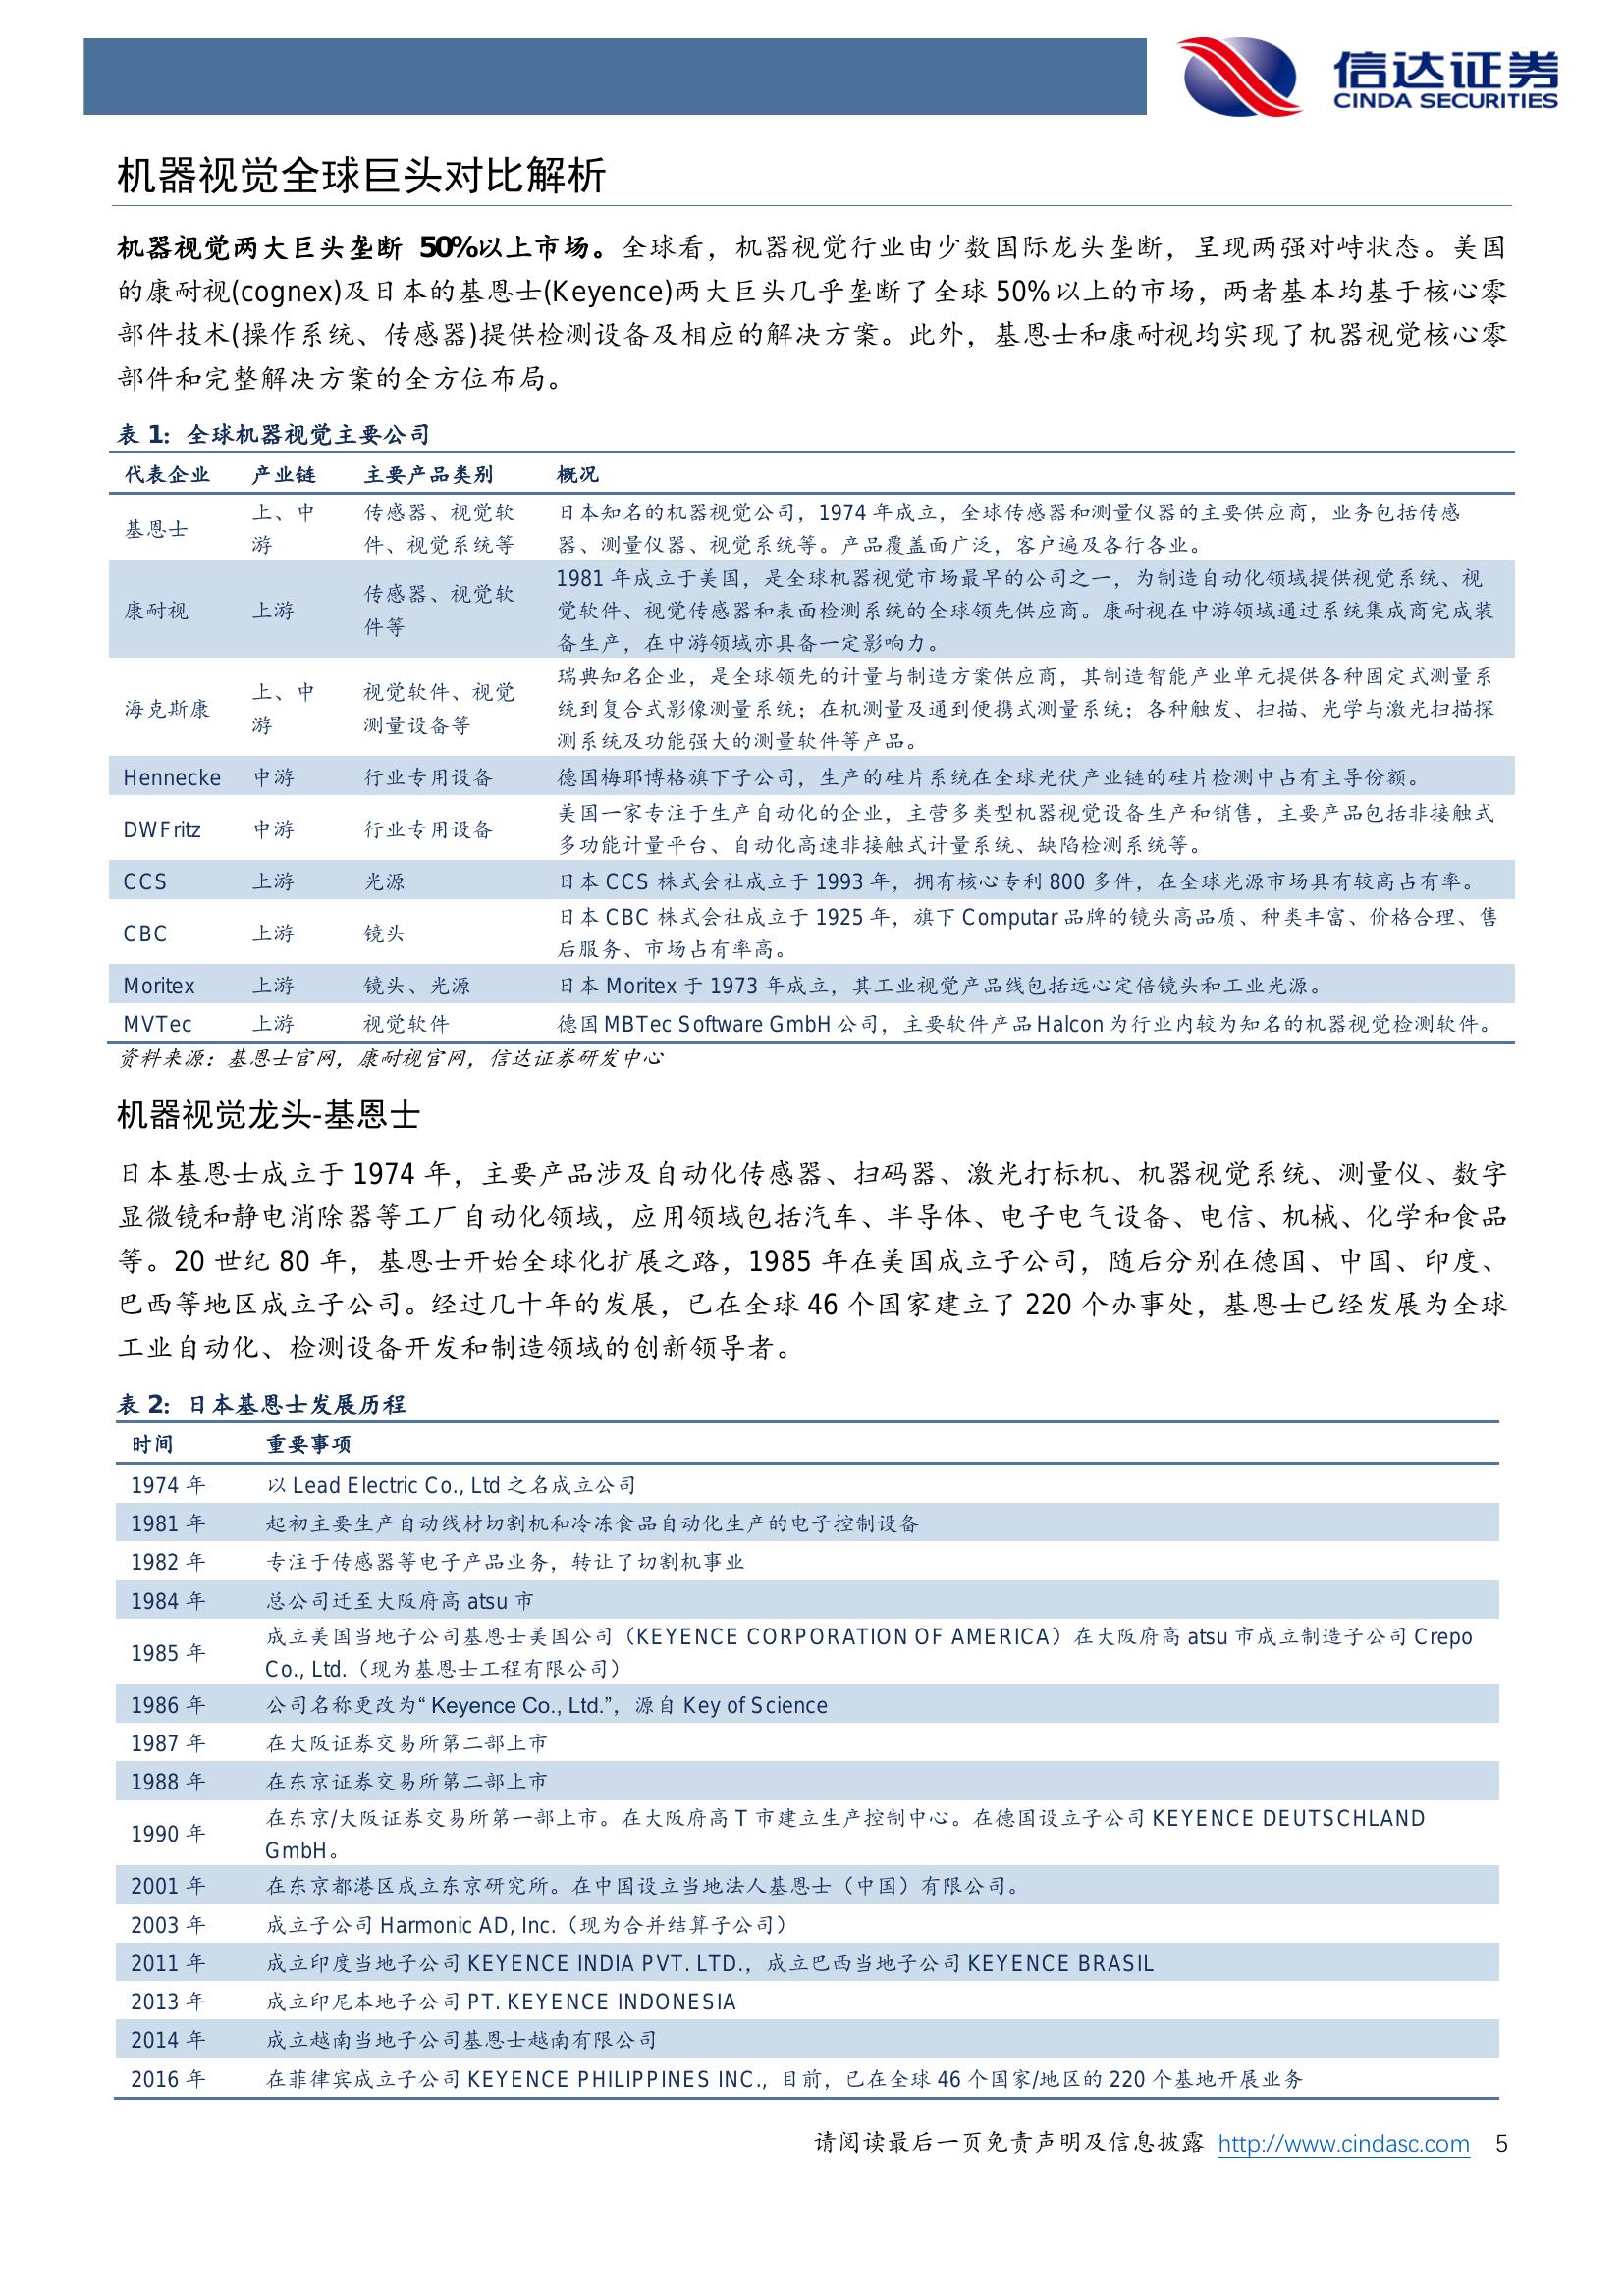 信达证券
CINDA SECURITIES
机器视觉全球巨头对比解析
机器视觉两大巨头垄断 50%以上市场。全球看，机器视觉行业由少数国际龙头垄断，呈现两强对峙状态。美国
的康耐视(cognex)及日本的基恩士(Keyence)两大巨头几乎垄断了全球 50%以上的市场，两者基本均基于核心零
部件技术(操作系统、传感器)提供检测设备及相应的解决方案。此外，基恩士和康耐视均实现了机器视觉核心零
部件和完整解决方案的全方位布局。
表 1：全球机器视觉主要公司
代表企业 产业链 主要产品类别 概况
基恩士 上、中游 传感器、视觉软件、视觉系统等 日本知名的机器视觉公司，1974 年成立，全球传感器和测量仪器的主要供应商，业务包括传感
器、测量仪器、视觉系统等。产品覆盖面广泛，客户遍及各行各业。
康耐视 上游 传感器、视觉软件等 1981 年成立于美国，是全球机器视觉市场最早的公司之一，为制造自动化领域提供视觉系统、视
觉软件、视觉传感器和表面检测系统的全球领先供应商。康耐视在中游领域通过系统集成商完成装
备生产，在中游领域亦具备一定影响力。
海克斯康 上、中游 视觉软件、视觉测量设备等 瑞典知名企业，是全球领先的计量与制造方案供应商，其制造智能产业单元提供各种固定式测量系
统到复合式影像测量系统；在机测量及通到便携式测量系统；各种触发、扫描、光学与激光扫描探
测系统及功能强大的测量软件等产品。
Hennecke 中游 行业专用设备 德国梅耶博格旗下子公司，生产的硅片系统在全球光伏产业链的硅片检测中占有主导份额。
DWFritz 中游 行业专用设备 美国一家专注于生产自动化的企业，主营多类型机器视觉设备生产和销售，主要产品包括非接触式
多功能计量平台、自动化高速非接触式计量系统、缺陷检测系统等。
CCS 上游 光源 日本 CCS 株式会社成立于 1993 年，拥有核心专利 800 多件，在全球光源市场具有较高占有率。
CBC 上游 镜头 日本 CBC 株式会社成立于 1925 年，旗下 Computar 品牌的镜头高品质、种类丰富、价格合理、售
后服务、市场占有率高。
Moritex 上游 镜头、光源 日本 Moritex 于 1973 年成立，其工业视觉产品线包括远心定倍镜头和工业光源。
MVTec 上游 视觉软件 德国 MBTec Software GmbH 公司，主要软件产品 Halcon 为行业内较为知名的机器视觉检测软件。
资料来源：基恩士官网，康耐视官网，信达证券研发中心
机器视觉龙头-基恩士
日本基恩士成立于 1974 年，主要产品涉及自动化传感器、扫码器、激光打标机、机器视觉系统、测量仪、数字
显微镜和静电消除器等工厂自动化领域，应用领域包括汽车、半导体、电子电气设备、电信、机械、化学和食品
等。20 世纪 80 年，基恩士开始全球化扩展之路，1985 年在美国成立子公司，随后分别在德国、中国、印度、
巴西等地区成立子公司。经过几十年的发展，已在全球 46 个国家建立了 220 个办事处，基恩士已经发展为全球
工业自动化、检测设备开发和制造领域的创新领导者。
表 2：日本基恩士发展历程
时间 重要事项
1974 年 以 Lead Electric Co., Ltd 之名成立公司
1981 年 起初主要生产自动线材切割机和冷冻食品自动化生产的电子控制设备
1982 年 专注于传感器等电子产品业务，转让了切割机事业
1984 年 总公司迁至大阪府高 atsu 市
1985 年 成立美国当地子公司基恩士美国公司（KEYENCE CORPORATION OF AMERICA）在大阪府高 atsu 市成立制造子公司 Crepo
Co., Ltd.（现为基恩士工程有限公司）
1986 年 公司名称更改为“ Keyence Co., Ltd.”，源自 Key of Science
1987 年 在大阪证券交易所第二部上市
1988 年 在东京证券交易所第二部上市
1990 年 在东京/大阪证券交易所第一部上市。在大阪府高 T 市建立生产控制中心。在德国设立子公司 KEYENCE DEUTSCHLAND
GmbH。
2001 年 在东京都港区成立东京研究所。在中国设立当地法人基恩士（中国）有限公司。
2003 年 成立子公司 Harmonic AD, Inc.（现为合并结算子公司）
2011 年 成立印度当地子公司 KEYENCE INDIA PVT. LTD.，成立巴西当地子公司 KEYENCE BRASIL
2013 年 成立印尼本地子公司 PT. KEYENCE INDONESIA
2014 年 成立越南当地子公司基恩士越南有限公司
2016 年 在菲律宾成立子公司 KEYENCE PHILIPPINES INC.，目前，已在全球 46 个国家/地区的 220 个基地开展业务
请阅读最后一页免责声明及信息披露 http://www.cindasc.com 5